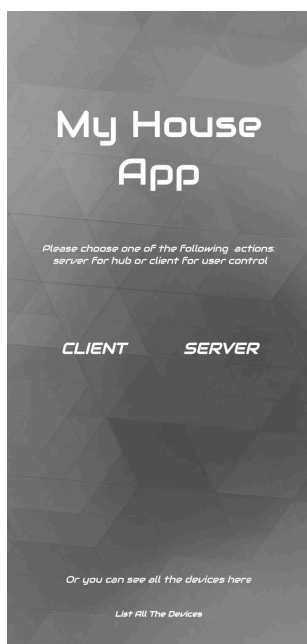 My House
App
Please choose one of the following actions:
server for hub or client for user control
CLIENT SERVER
Or you can see all the devices here
List All The Devices